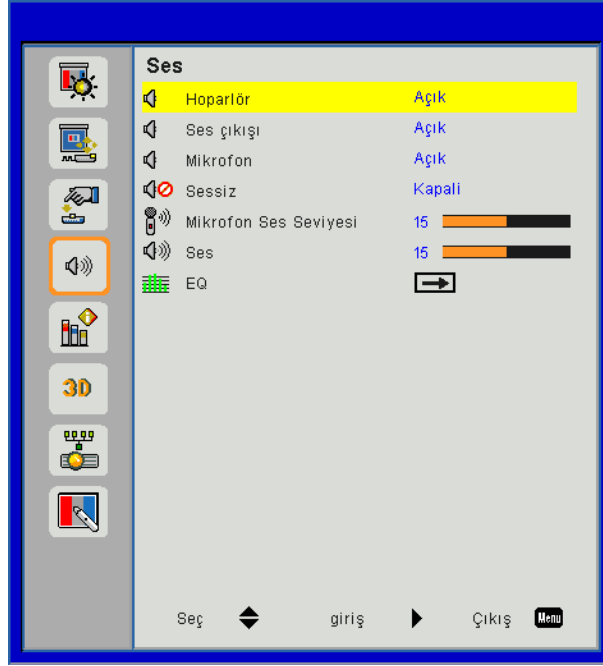 Ses
Hoparlör Açık
Ses çıkışı Açık
Mikrofon Açık
Sessiz Kapali
Mikrofon Ses Seviyesi 15
Ses 15
EQ
3D
Seç giriş Çıkış Menu